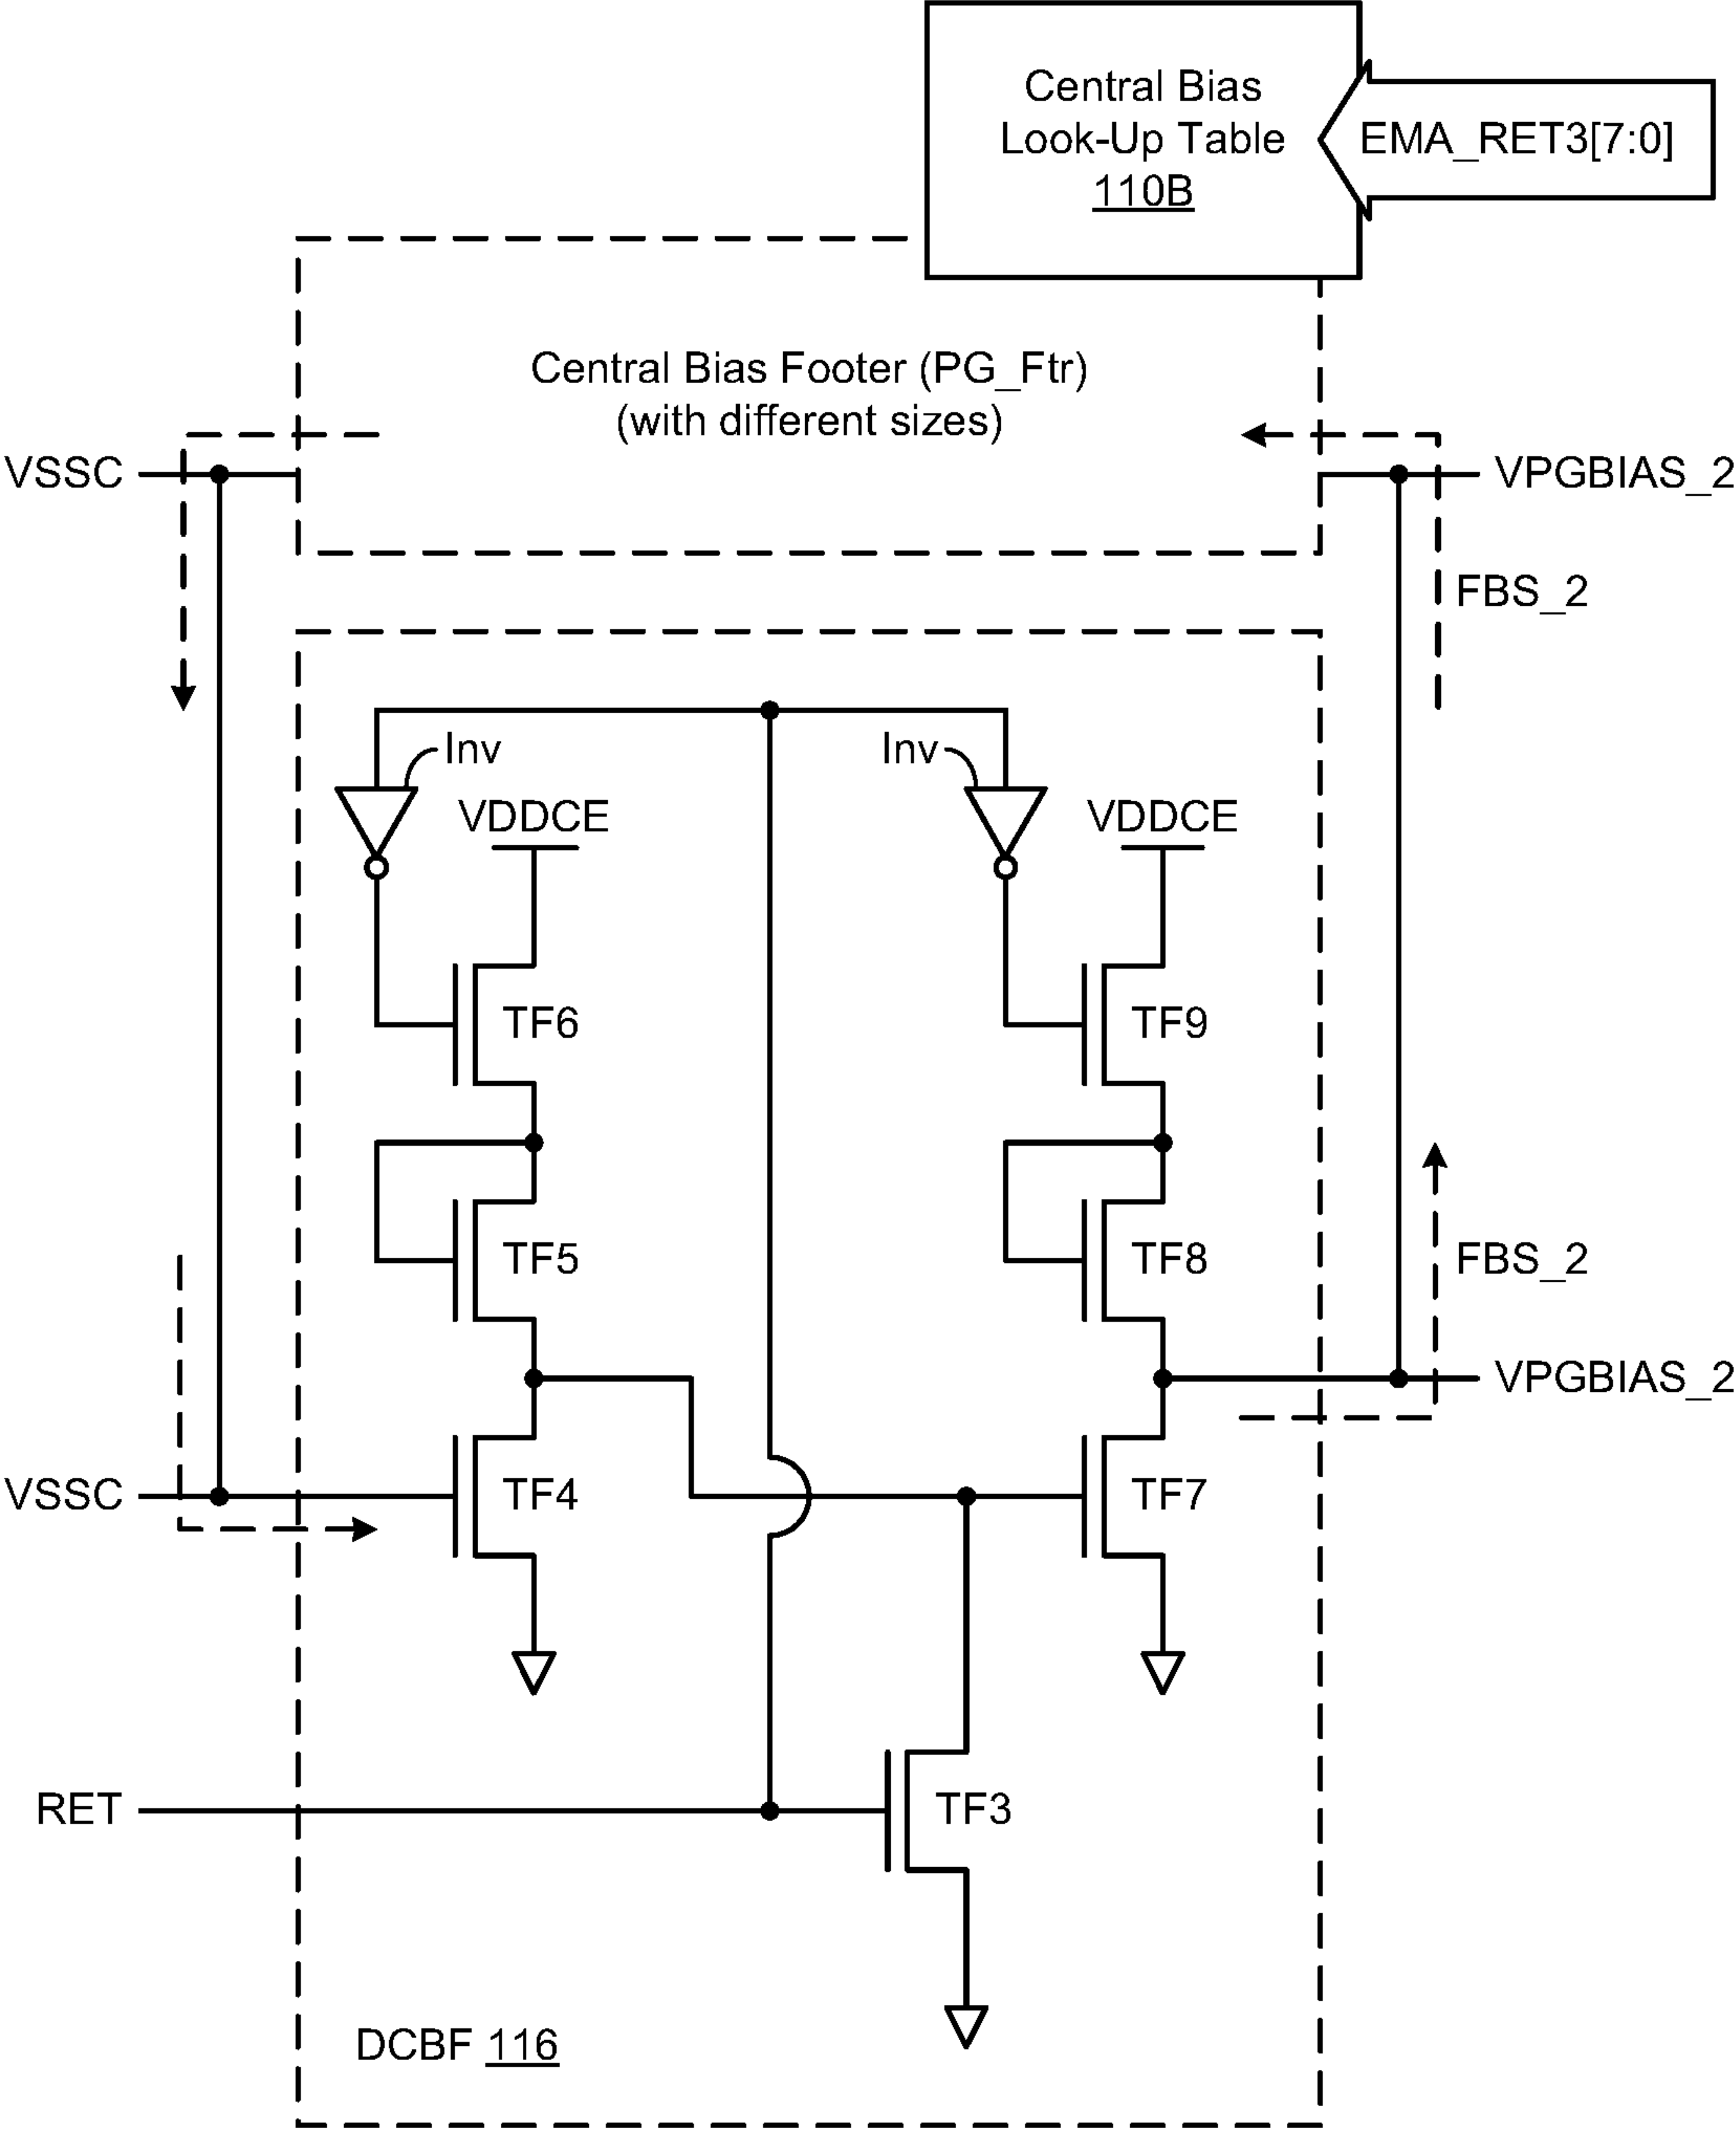 Central Bias
Look-Up Table
110B
EMA_RET3[7:0]
Central Bias Footer (PG_Ftr)
(with different sizes)
VSSC
VPGBIAS_2
FBS_2
Inv
Inv
VDDCE
VDDCE
TF6
TF9
TF5
TF8
FBS_2
VPGBIAS_2
VSSC
TF4
TF7
RET
TF3
DCBF 116